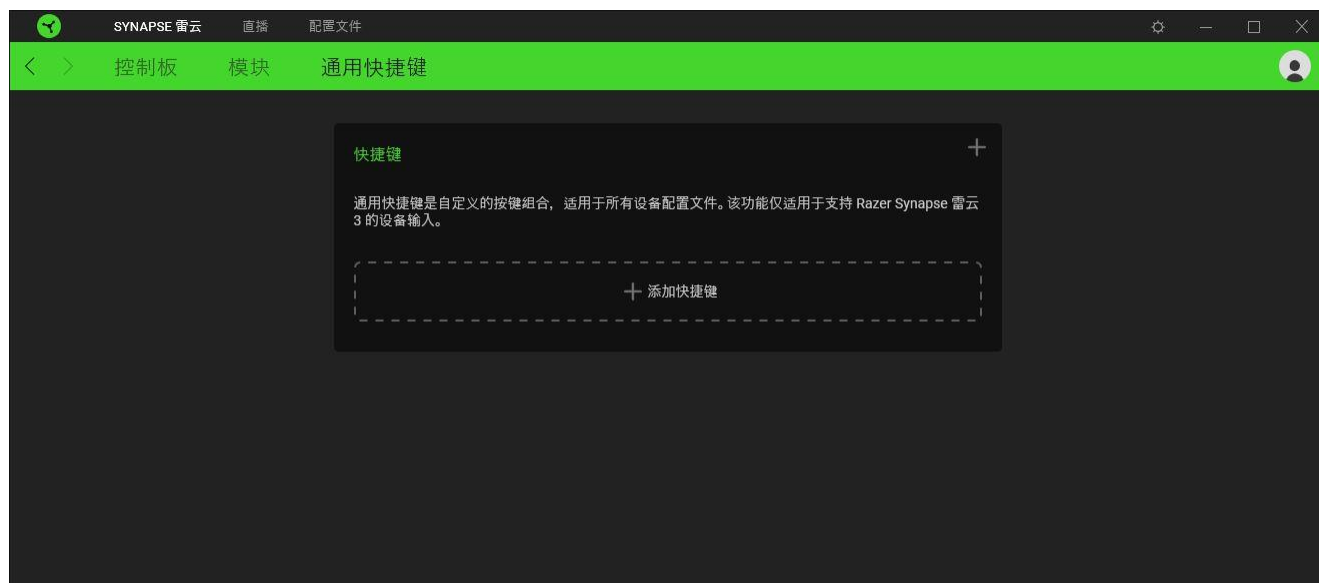 SYNAPSE 雷云 直播 配置文件
控制板 模块 通用快捷键
快捷键
通用快捷键是自定义的按键组合，适用于所有设备配置文件。该功能仅适用于支持 Razer Synapse 雷云
3 的设备输入。
添加快捷键